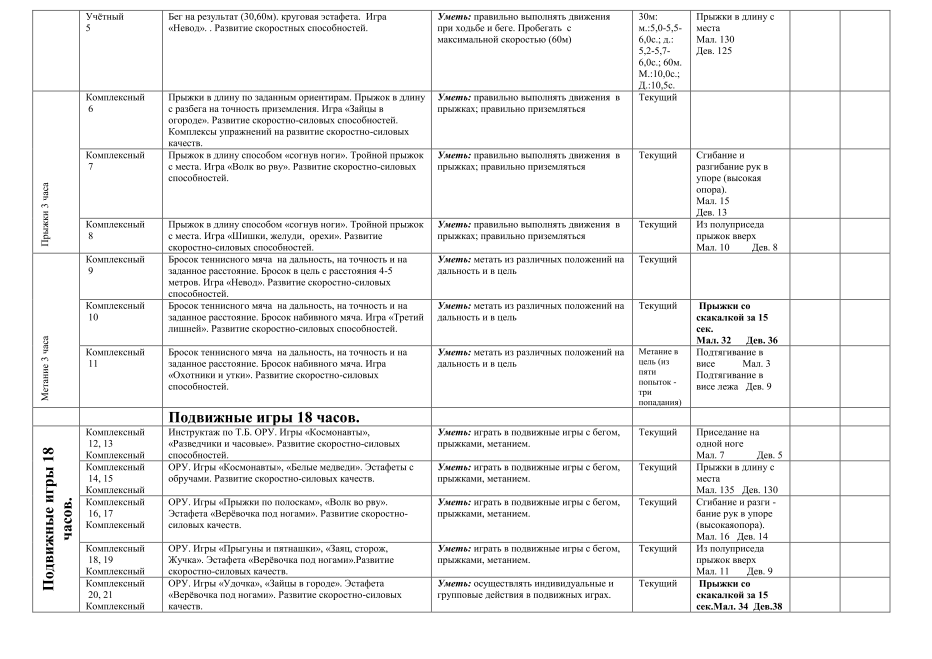 Учётный
5
Бег на результат (30,60м). круговая эстафета.  Игра
«Невод». . Развитие скоростных способностей.
Уметь: правильно выполнять движения
при ходьбе и беге. Пробегать  с
максимальной скоростью (60м)
30м:
м.:5,0-5,5-
6,0с.; д.:
5,2-5,7-
6,0с.; 60м.
М.:10,0с.;
Д.:10,5с.
Прыжки в длину с
места
Мал. 130
Дев. 125
Прыжки 3 часа
Комплексный
6
Прыжки в длину по заданным ориентирам. Прыжок в длину
с разбега на точность приземления. Игра «Зайцы в
огороде». Развитие скоростно-силовых способностей.
Комплексы упражнений на развитие скоростно-силовых
качеств.
Уметь: правильно выполнять движения  в
прыжках; правильно приземляться
Текущий
Комплексный
7
Прыжок в длину способом «согнув ноги». Тройной прыжок
с места. Игра «Волк во рву». Развитие скоростно-силовых
способностей.
Уметь: правильно выполнять движения  в
прыжках; правильно приземляться
Текущий
Сгибание и
разгибание рук в
упоре (высокая
опора).
Мал. 15
Дев. 13
Комплексный
8
Прыжок в длину способом «согнув ноги». Тройной прыжок
с места. Игра «Шишки, желуди,  орехи». Развитие
скоростно-силовых способностей.
Уметь: правильно выполнять движения  в
прыжках; правильно приземляться
Текущий
Из полуприседа
прыжок вверх
Мал. 10 Дев. 8
Метание 3 часа
Комплексный
9
Бросок теннисного мяча  на дальность, на точность и на
заданное расстояние. Бросок в цель с расстояния 4-5
метров. Игра «Невод». Развитие скоростно-силовых
способностей.
Уметь: метать из различных положений на
дальность и в цель
Текущий
Комплексный
10
Бросок теннисного мяча  на дальность, на точность и на
заданное расстояние. Бросок набивного мяча. Игра «Третий
лишней». Развитие скоростно-силовых способностей.
Уметь: метать из различных положений на
дальность и в цель
Текущий
Прыжки со
скакалкой за 15
сек.
Мал. 32 Дев. 36
Комплексный
11
Бросок теннисного мяча  на дальность, на точность и на
заданное расстояние. Бросок набивного мяча. Игра
«Охотники и утки». Развитие скоростно-силовых
способностей.
Уметь: метать из различных положений на
дальность и в цель
Метание в
цель (из
пяти
попыток -
три
попадания)
Подтягивание в
висе Мал. 3
Подтягивание в
висе лежа Дев. 9
Подвижные игры 18 часов.
Подвижные игры 18
часов.
Комплексный
12, 13
Комплексный
Инструктаж по Т.Б. ОРУ. Игры «Космонавты»,
«Разведчики и часовые». Развитие скоростно-силовых
способностей.
Уметь: играть в подвижные игры с бегом,
прыжками, метанием.
Текущий
Приседание на
одной ноге
Мал. 7 Дев. 5
Комплексный
14, 15
Комплексный
ОРУ. Игры «Космонавты», «Белые медведи». Эстафеты с
обручами. Развитие скоростно-силовых качеств.
Уметь: играть в подвижные игры с бегом,
прыжками, метанием.
Текущий
Прыжки в длину с
места
Мал. 135 Дев. 130
Комплексный
16, 17
Комплексный
ОРУ. Игры «Прыжки по полоскам», «Волк во рву».
Эстафета «Верёвочка под ногами». Развитие скоростно-
силовых качеств.
Уметь: играть в подвижные игры с бегом,
прыжками, метанием.
Текущий
Сгибание и разги -
бание рук в упоре
(высокаяопора).
Мал. 16 Дев. 14
Комплексный
18, 19
Комплексный
ОРУ. Игры «Прыгуны и пятнашки», «Заяц, сторож,
Жучка». Эстафета «Верёвочка под ногами».Развитие
скоростно-силовых качеств.
Уметь: играть в подвижные игры с бегом,
прыжками, метанием.
Текущий
Из полуприседа
прыжок вверх
Мал. 11 Дев. 9
Комплексный
20, 21
Комплексный
ОРУ. Игры «Удочка», «Зайцы в городе». Эстафета
«Верёвочка под ногами». Развитие скоростно-силовых
качеств.
Уметь: осуществлять индивидуальные и
групповые действия в подвижных играх.
Текущий
Прыжки со
скакалкой за 15
сек.Мал. 34 Дев.38